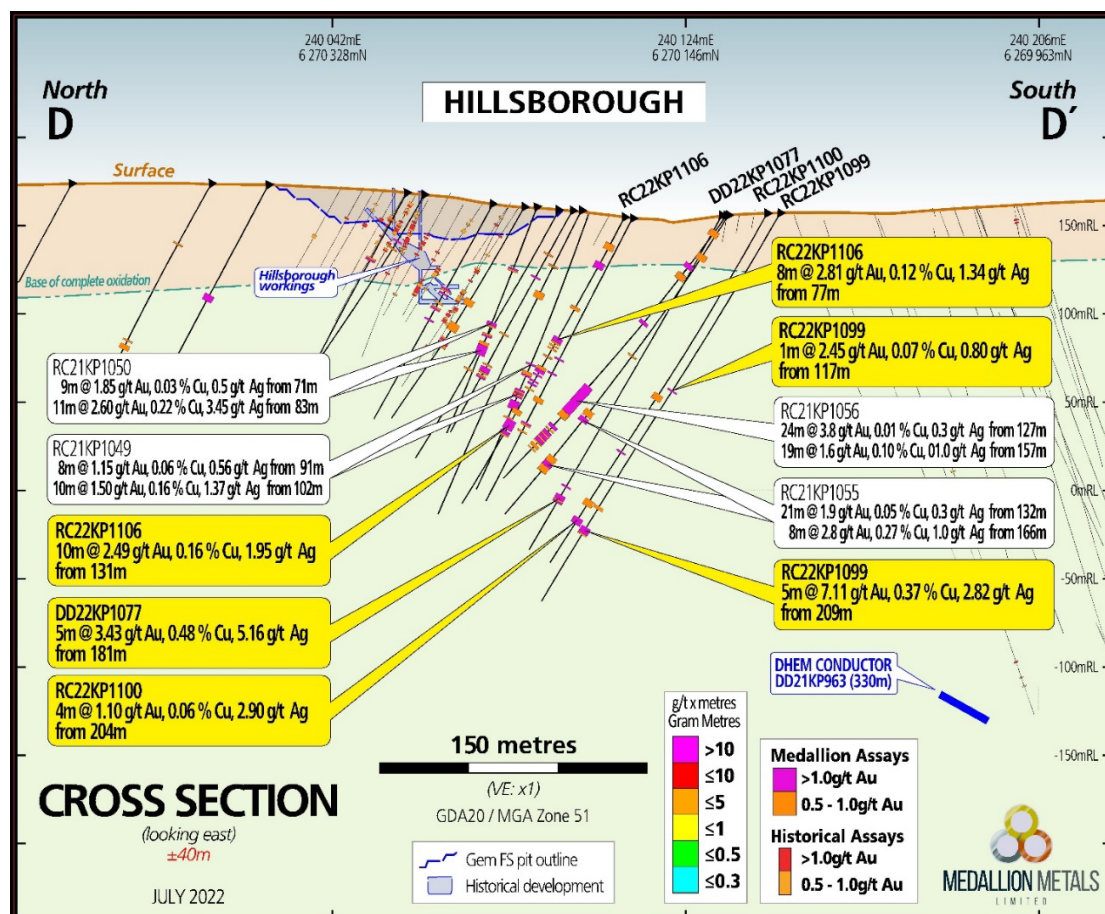 240 042mE
6 270 328mN
240 124mE
6 270 146mN
240 206mE
6 269 963mN
North
D
HILLSBOROUGH
South
D´
Surface
RC22KP1106
DD22KP1077
RC22KP1100
RC22KP1099
150mRL
100mRL
50mRL
0mRL
-50mRL
-100mRL
-150mRL
Base of complete oxidation
Hillsborough
workings
RC21KP1050
9m @ 1.85 g/t Au, 0.03 % Cu, 0.5 g/t Ag from 71m
11m @ 2.60 g/t Au, 0.22 % Cu, 3.45 g/t Ag from 83m
RC21KP1049
8m @ 1.15 g/t Au, 0.06 % Cu, 0.56 g/t Ag from 91m
10m @ 1.50 g/t Au, 0.16 % Cu, 1.37 g/t Ag from 102m
RC22KP1106
10m @ 2.49 g/t Au, 0.16 % Cu, 1.95 g/t Ag
from 131m
DD22KP1077
5m @ 3.43 g/t Au, 0.48 % Cu, 5.16 g/t Ag
from 181m
RC22KP1100
4m @ 1.10 g/t Au, 0.06 % Cu, 2.90 g/t Ag
from 204m
RC22KP1106
8m @ 2.81 g/t Au, 0.12 % Cu, 1.34 g/t Ag
from 77m
RC22KP1099
1m @ 2.45 g/t Au, 0.07 % Cu, 0.80 g/t Ag
from 117m
RC21KP1056
24m @ 3.8 g/t Au, 0.01 % Cu, 0.3 g/t Ag from 127m
19m @ 1.6 g/t Au, 0.10 % Cu, 01.0 g/t Ag from 157m
RC21KP1055
21m @ 1.9 g/t Au, 0.05 % Cu, 0.3 g/t Ag from 132m
8m @ 2.8 g/t Au, 0.27 % Cu, 1.0 g/t Ag from 166m
RC22KP1099
5m @ 7.11 g/t Au, 0.37 % Cu, 2.82 g/t Ag
from 209m
DHEM CONDUCTOR
DD21KP963 (330m)
CROSS SECTION
(looking east)
±40m
JULY 2022
150 metres
(VE: x1)
GDA20 / MGA Zone 51
Gem FS pit outline
Historical development
g/t x metres
Gram Metres
>10
≤10
≤5
≤1
≤0.5
≤0.3
Medallion Assays
>1.0g/t Au
0.5 - 1.0g/t Au
Historical Assays
>1.0g/t Au
0.5 - 1.0g/t Au
MEDALLION METALS
LIMITED